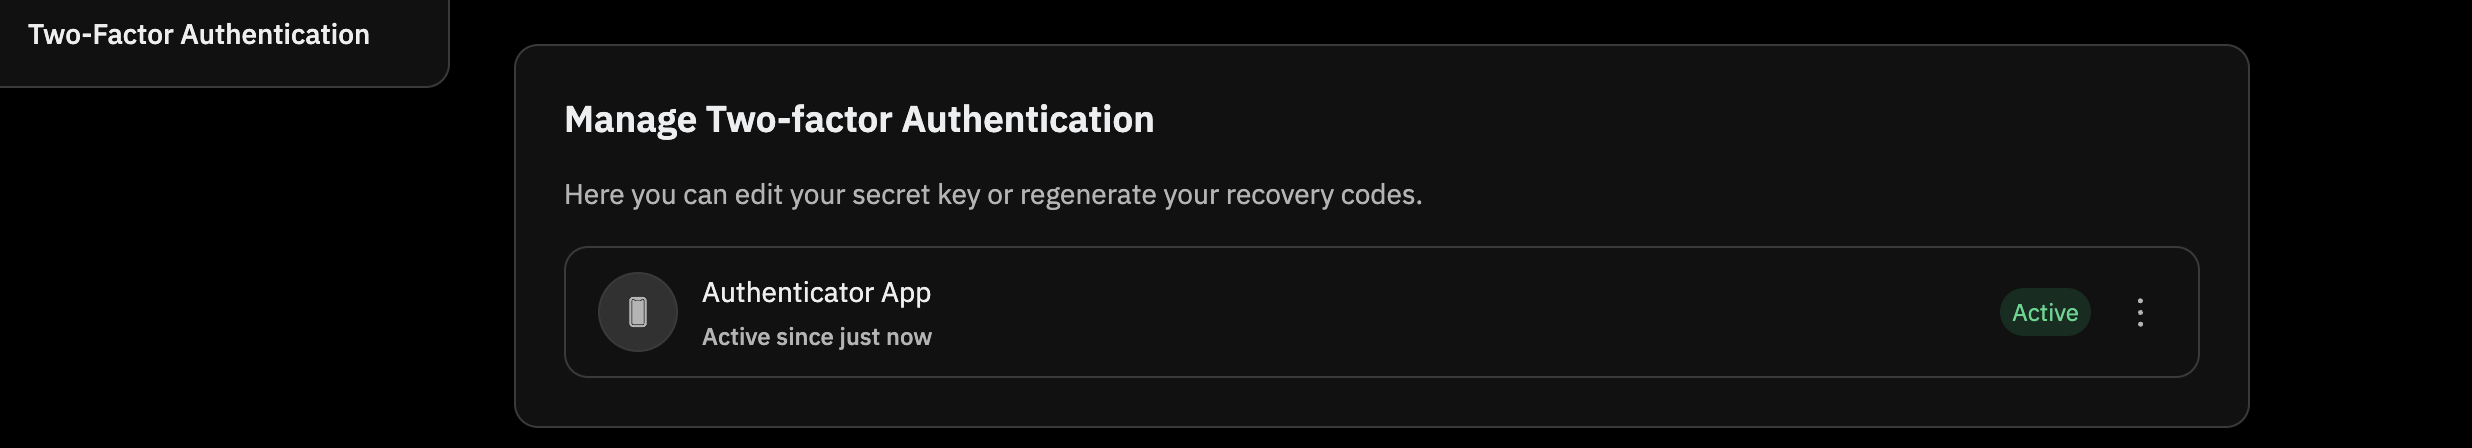 Two-Factor Authentication
Manage Two-factor Authentication
Here you can edit your secret key or regenerate your recovery codes.
Authenticator App
Active since just now
Active